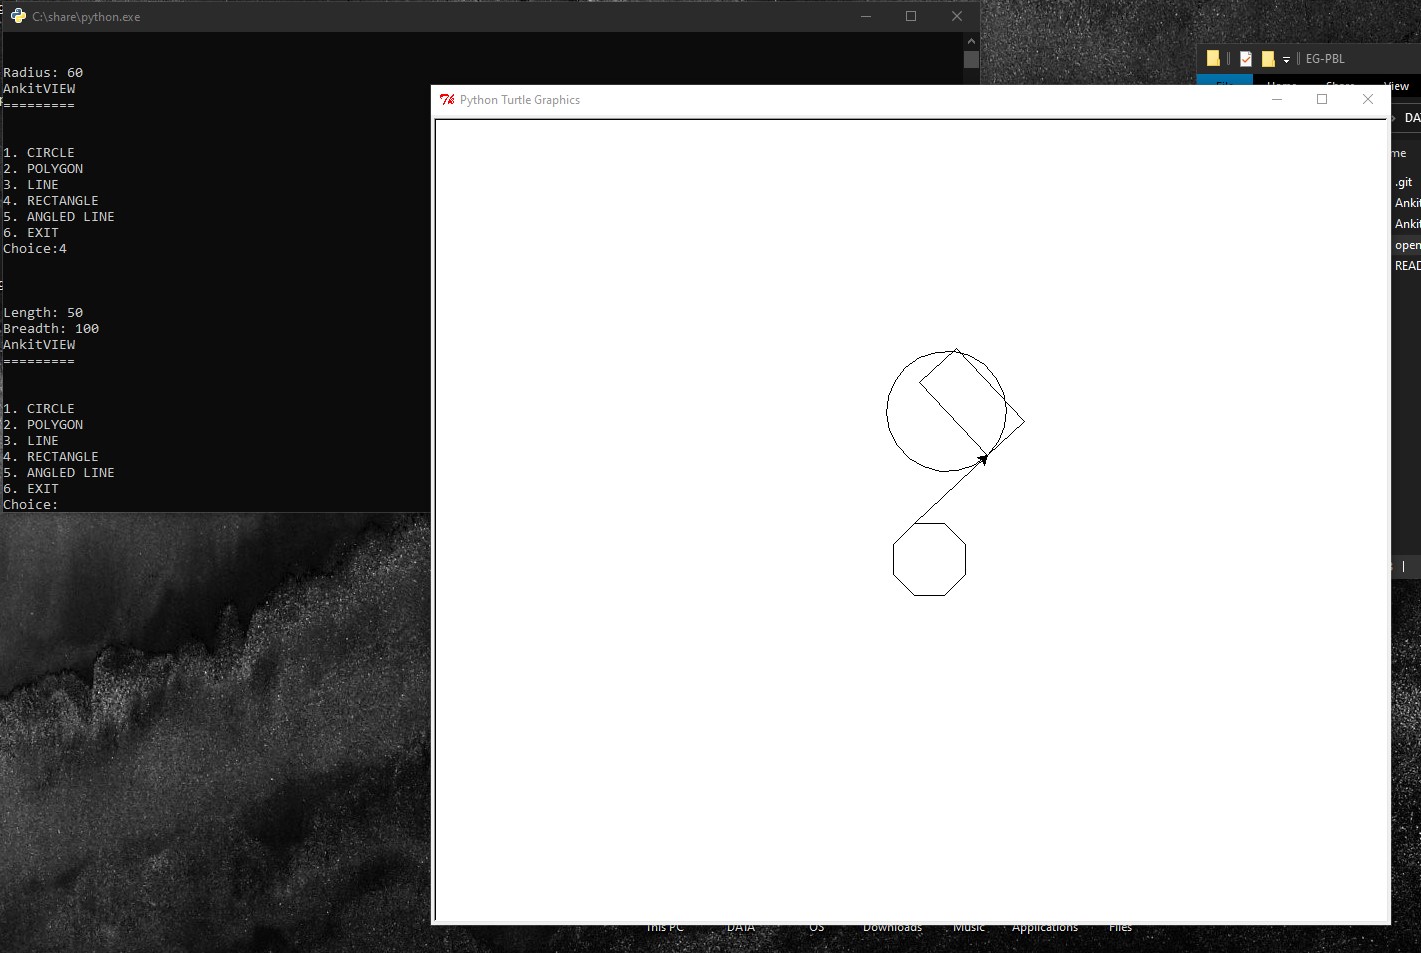 C:\share\python.exe
Radius: 60
AnkitVIEW
=========
1. CIRCLE
2. POLYGON
3. LINE
4. RECTANGLE
5. ANGLED LINE
6. EXIT
Choice:4
Length: 50
Breadth: 100
AnkitVIEW
=========
1. CIRCLE
2. POLYGON
3. LINE
4. RECTANGLE
5. ANGLED LINE
6. EXIT
Choice:
Python Turtle Graphics
EG-PBL
File Home Share View
DA
me
.git
Ankit
Ankit
open
READ
This PC DATA OS Downloads Music Applications Files